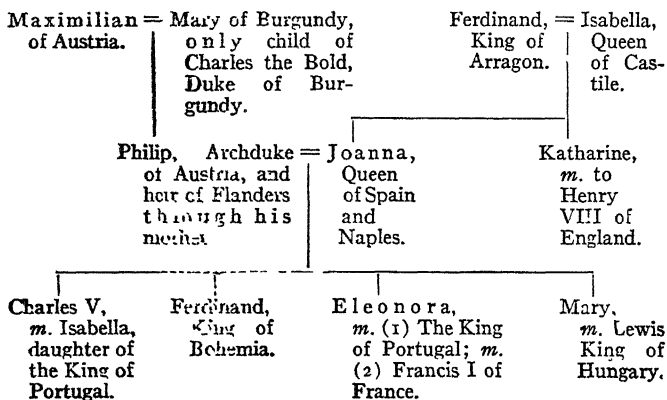 Maximilian = Mary of Burgundy, Ferdinand, = Isabella,
of Austria. only child of King of Queen
Charles the Bold, Arragon. of Cas-
Duke of Bur- tile.
gundy.
Philip, Archduke = Joanna, Katharine,
of Austria, and Queen m. to
heir of Flanders of Spain Henry
through his and VIII of
mother Naples. England.
Charles V, Ferdinand, Eleonora, Mary,
m. Isabella, King of m. (1) The King m. Lewis
daughter of Bohemia. of Portugal; m. King of
the King of (2) Francis I of Hungary.
Portugal. France.